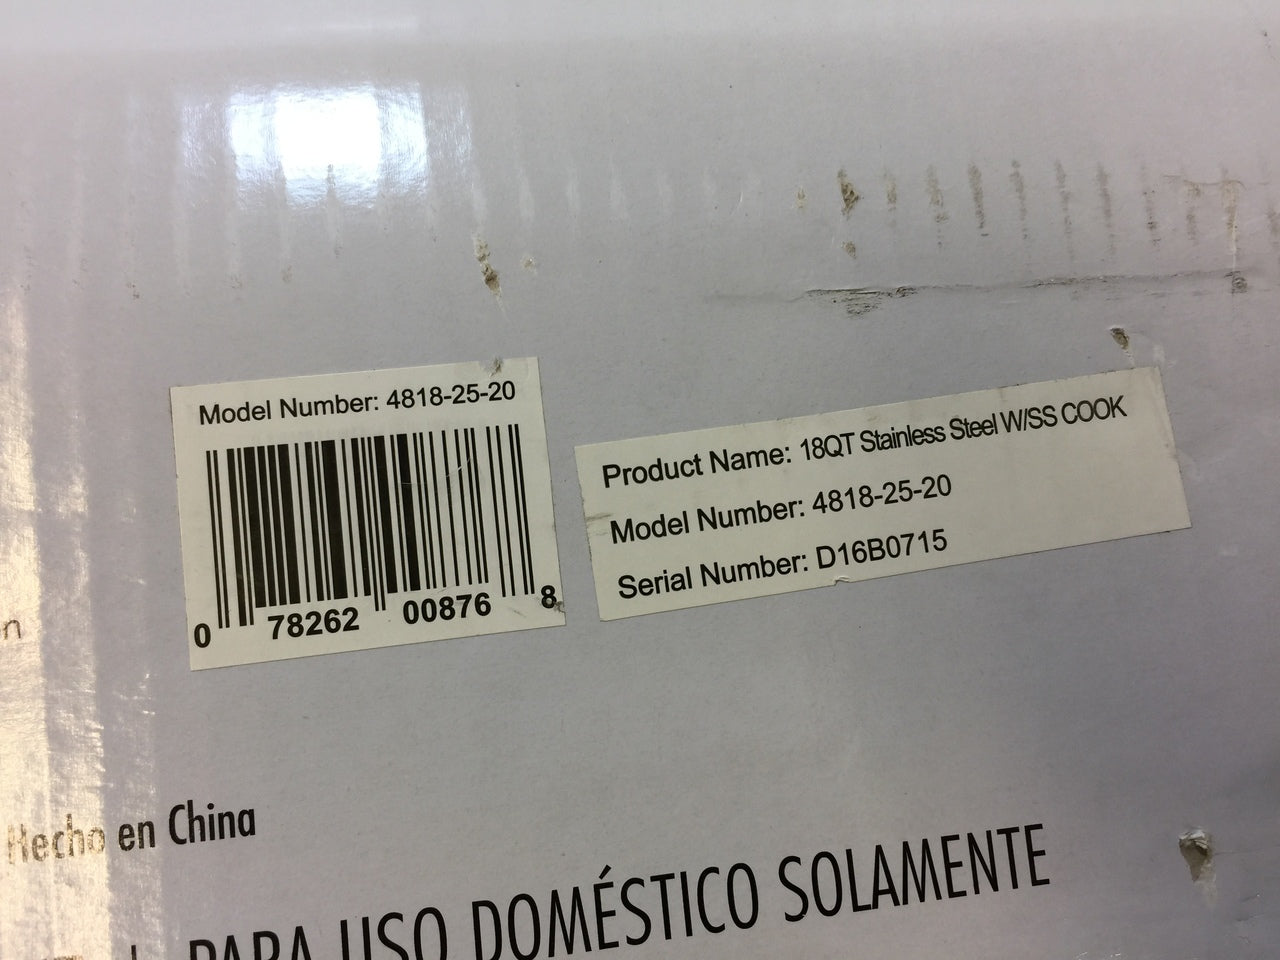 Model Number: 4818-25-20
0 78262 00876 8
Product Name: 18QT Stainless Steel W/SS COOK
Model Number: 4818-25-20
Serial Number: D16B0715
Hecho en China
PARA USO DOMÉSTICO SOLAMENTE